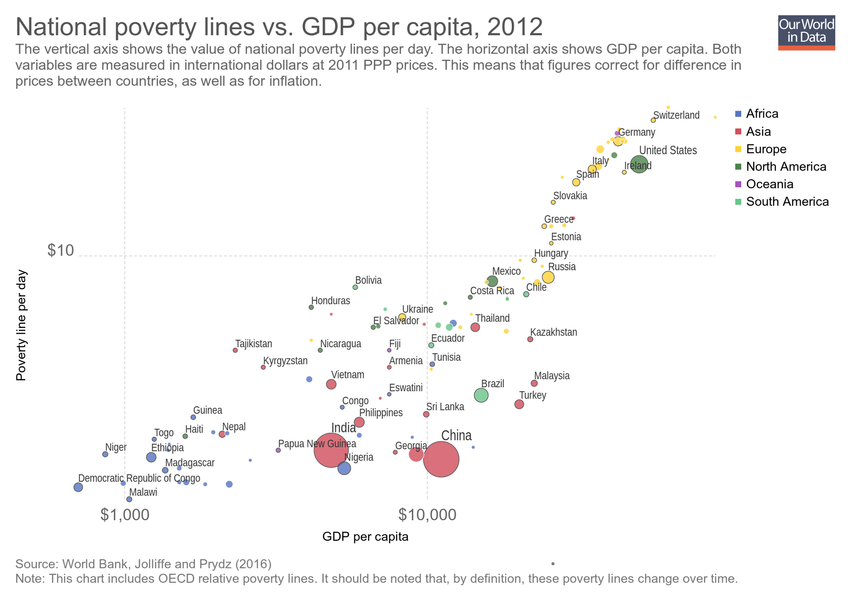 National poverty lines vs. GDP per capita, 2012
Our World
in Data
The vertical axis shows the value of national poverty lines per day. The horizontal axis shows GDP per capita. Both
variables are measured in international dollars at 2011 PPP prices. This means that figures correct for difference in
prices between countries, as well as for inflation.
Africa
Asia
Europe
North America
Oceania
South America
Switzerland
Germany
United States
Italy
Ireland
Spain
Slovakia
Greece
Estonia
$10
Hungary
Russia
Mexico
Bolivia
Chile
Costa Rica
Honduras
Ukraine
El Salvador
Thailand
Kazakhstan
Tajikistan
Nicaragua
Fiji
Ecuador
Kyrgyzstan
Armenia
Tunisia
Vietnam
Malaysia
Eswatini
Brazil
Turkey
Congo
Sri Lanka
Guinea
Philippines
Togo
Haiti
Nepal
India
China
Niger
Ethiopia
Papua New Guinea
Georgia
Madagascar
Nigeria
Democratic Republic of Congo
Malawi
Poverty line per day
$1,000
$10,000
GDP per capita
Source: World Bank, Jolliffe and Prydz (2016)
Note: This chart includes OECD relative poverty lines. It should be noted that, by definition, these poverty lines change over time.